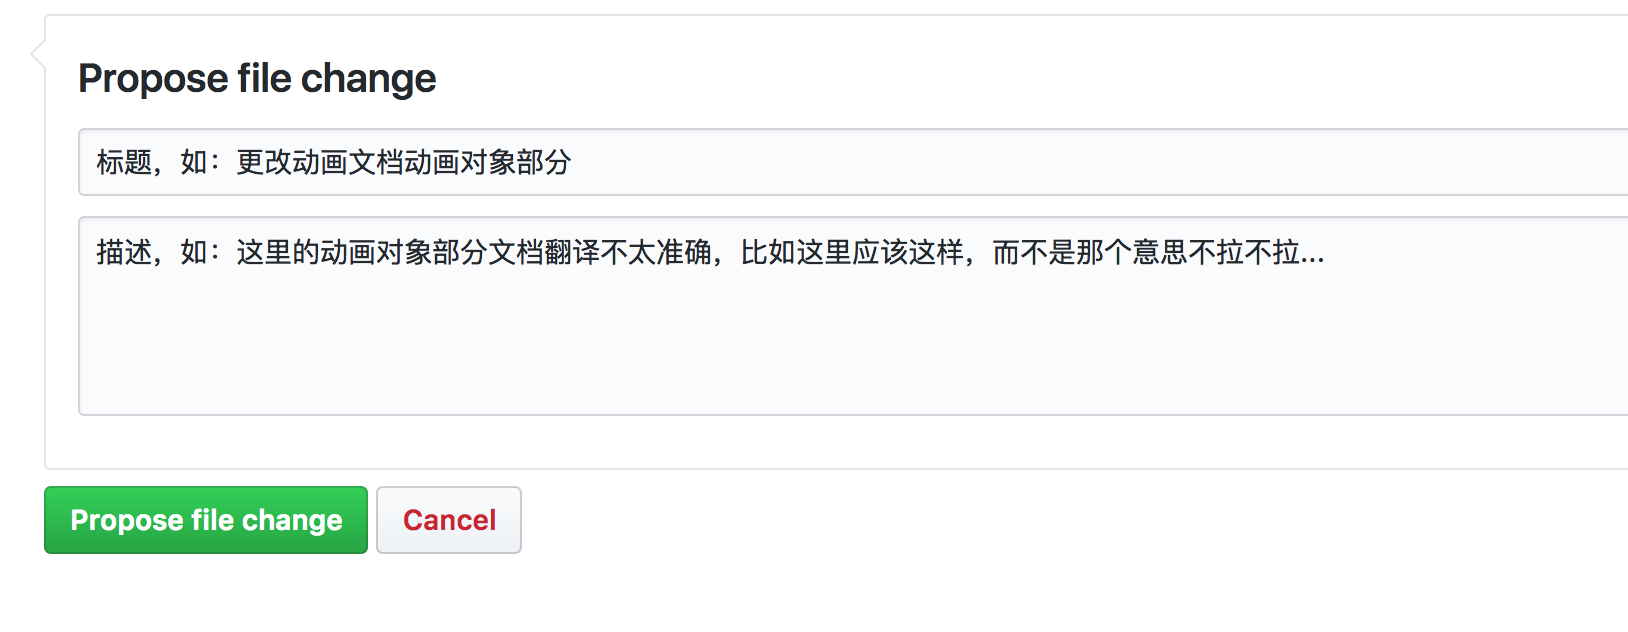 Propose file change
标题，如：更改动画文档动画对象部分
描述，如：这里的动画对象部分文档翻译不太准确，比如这里应该这样，而不是那个意思不拉不拉...
Propose file change
Cancel